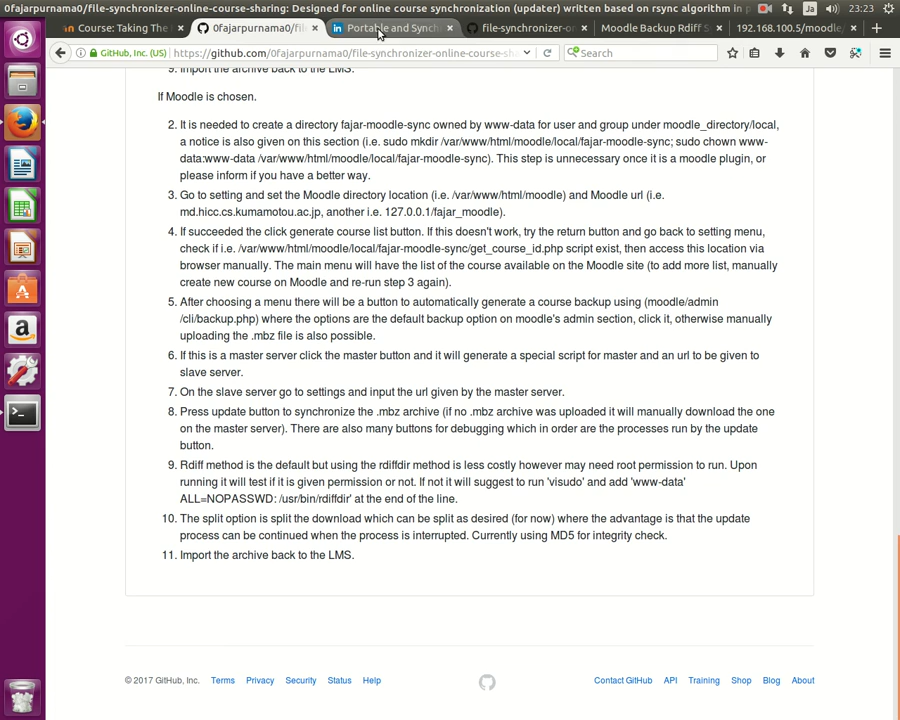 0fajarpurnama0/file-synchronizer-online-course-sharing: Designed for online course synchronization (updater) written based on rsync algorithm in p
Ja
23:23
Course: Taking The
0fajarpurnama0/fi
Portable and Synch
file-synchronizer-on
Moodle Backup Rdiff S
192.168.100.5/moodle/
GitHub, Inc. (US)
https://github.com/0fajarpurnama0/file-synchronizer-online-course-sh
Search
9. Import the archive back to the LMS.
If Moodle is chosen.
2. It is needed to create a directory fajar-moodle-sync owned by www-data for user and group under moodle_directory/local,
a notice is also given on this section (i.e. sudo mkdir /var/www/html/moodle/local/fajar-moodle-sync; sudo chown www-
data:www-data /var/www/html/moodle/local/fajar-moodle-sync). This step is unnecessary once it is a moodle plugin, or
please inform if you have a better way.
3. Go to setting and set the Moodle directory location (i.e. /var/www/html/moodle) and Moodle url (i.e.
md.hicc.cs.kumamotou.ac.jp, another i.e. 127.0.0.1/fajar_moodle).
4. If succeeded the click generate course list button. If this doesn't work, try the return button and go back to setting menu,
check if i.e. /var/www/html/moodle/local/fajar-moodle-sync/get_course_id.php script exist, then access this location via
browser manually. The main menu will have the list of the course available on the Moodle site (to add more list, manually
create new course on Moodle and re-run step 3 again).
5. After choosing a menu there will be a button to automatically generate a course backup using (moodle/admin
/cli/backup.php) where the options are the default backup option on moodle's admin section, click it, otherwise manually
uploading the .mbz file is also possible.
6. If this is a master server click the master button and it will generate a special script for master and an url to be given to
slave server.
7. On the slave server go to settings and input the url given by the master server.
8. Press update button to synchronize the .mbz archive (if no .mbz archive was uploaded it will manually download the one
on the master server). There are also many buttons for debugging which in order are the processes run by the update
button.
9. Rdiff method is the default but using the rdiffdir method is less costly however may need root permission to run. Upon
running it will test if it is given permission or not. If not it will suggest to run 'visudo' and add 'www-data'
ALL=NOPASSWD: /usr/bin/rdiffdir' at the end of the line.
10. The split option is split the download which can be split as desired (for now) where the advantage is that the update
process can be continued when the process is interrupted. Currently using MD5 for integrity check.
11. Import the archive back to the LMS.
© 2017 GitHub, Inc. Terms Privacy Security Status Help
Contact GitHub API Training Shop Blog About